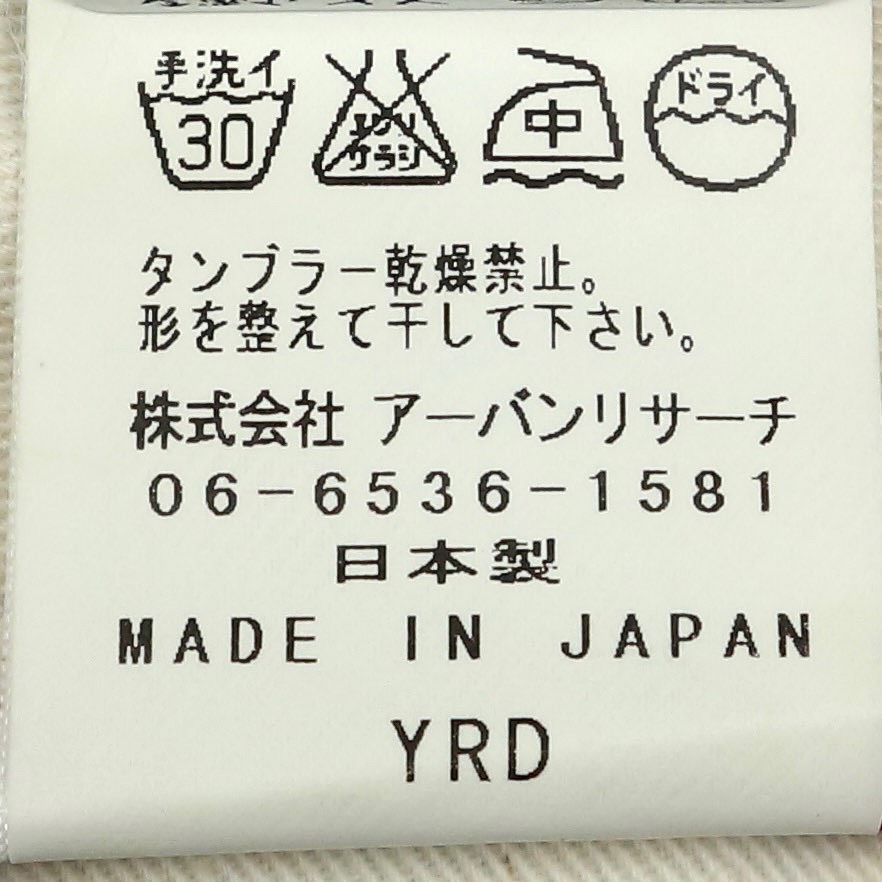 手洗イ ドライ
30 エンソ 中
サラシ
タンブラー乾燥禁止。
形を整えて干して下さい。
株式会社 アーバンリサーチ
06-6536-1581
日本製
MADE IN JAPAN
YRD